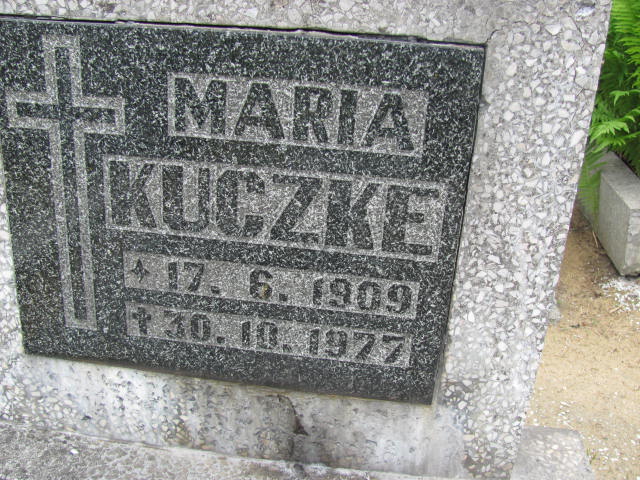 MARIA
KUCZKE
* 17. 6. 1909
† 30. 10. 1977